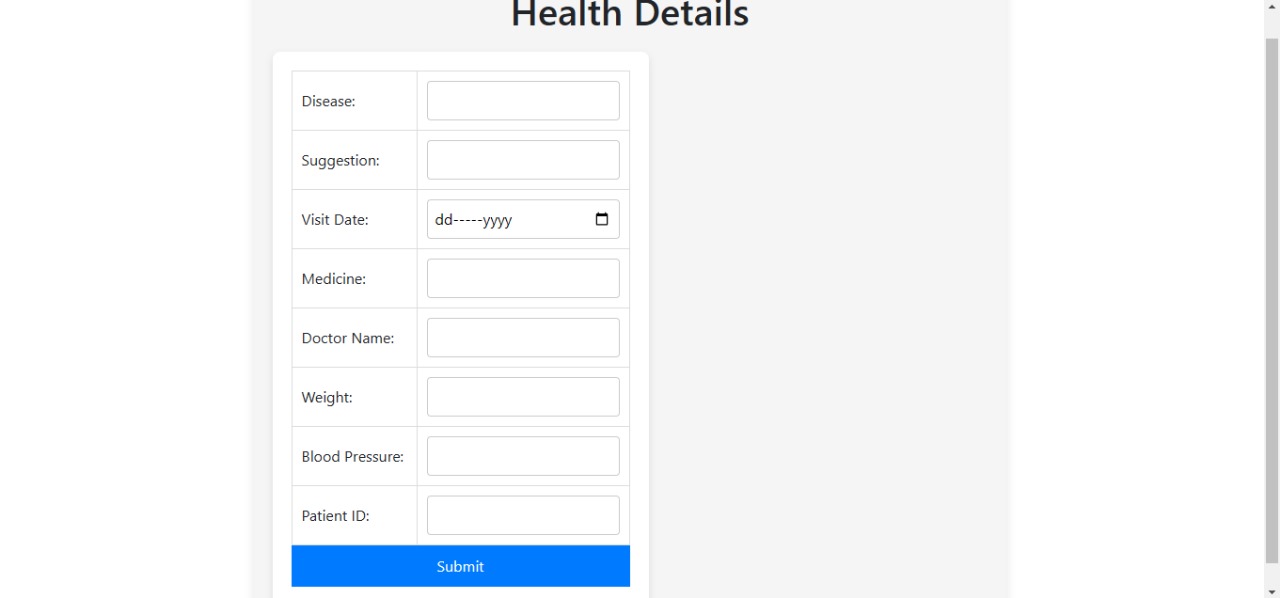 Health Details
Disease:
Suggestion:
Visit Date: dd-----yyyy
Medicine:
Doctor Name:
Weight:
Blood Pressure:
Patient ID:
Submit